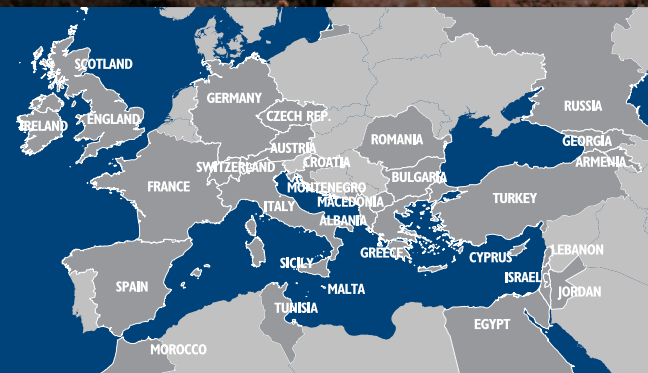 SCOTLAND
IRELAND
ENGLAND
GERMANY
CZECH REP.
RUSSIA
AUSTRIA
ROMANIA
GEORGIA
SWITZERLAND
CROATIA
ARMENIA
FRANCE
MONTENEGRO
BULGARIA
ITALY
MACEDONIA
TURKEY
ALBANIA
GREECE
CYPRUS
LEBANON
SICILY
ISRAEL
SPAIN
MALTA
JORDAN
TUNISIA
EGYPT
MOROCCO